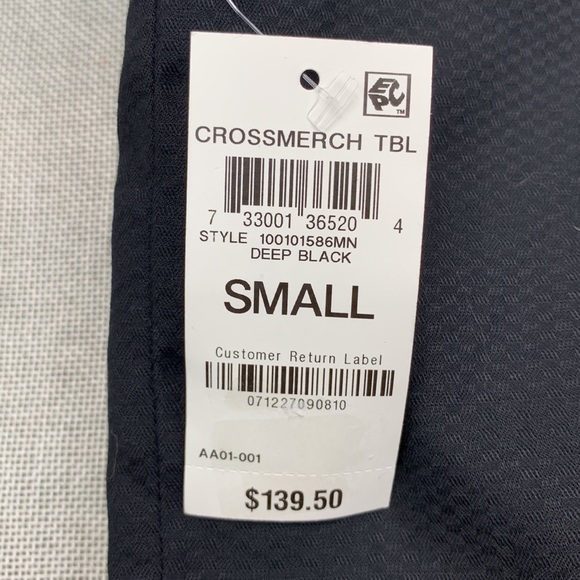 EPC™
CROSSMERCH TBL
7 33001 36520 4
STYLE 100101586MN
DEEP BLACK
SMALL
Customer Return Label
071227090810
AA01-001
$139.50